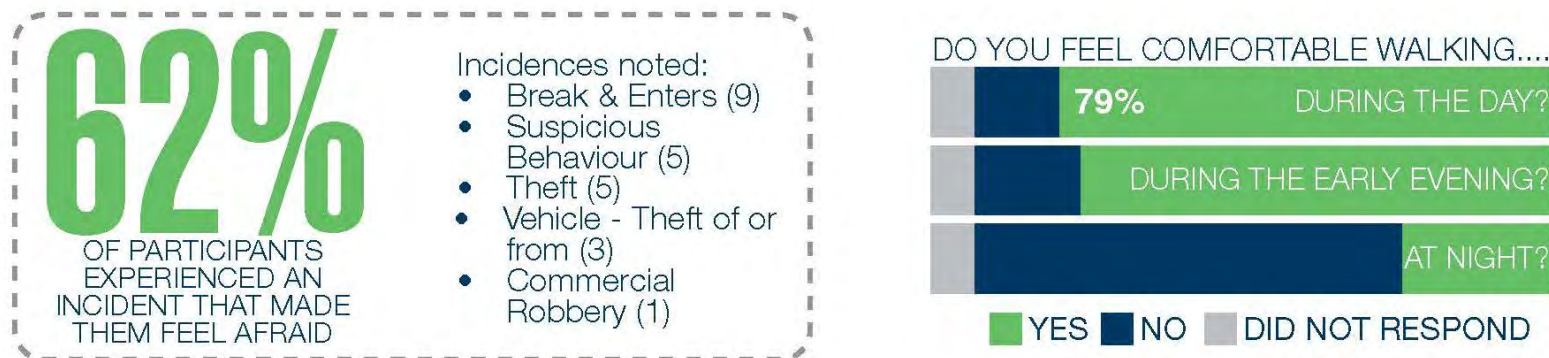 62%
OF PARTICIPANTS
EXPERIENCED AN
INCIDENT THAT MADE
THEM FEEL AFRAID
Incidences noted:
• Break & Enters (9)
• Suspicious
Behaviour (5)
• Theft (5)
• Vehicle - Theft of or
from (3)
• Commercial
Robbery (1)
DO YOU FEEL COMFORTABLE WALKING....
79% DURING THE DAY?
DURING THE EARLY EVENING?
AT NIGHT?
YES NO DID NOT RESPOND